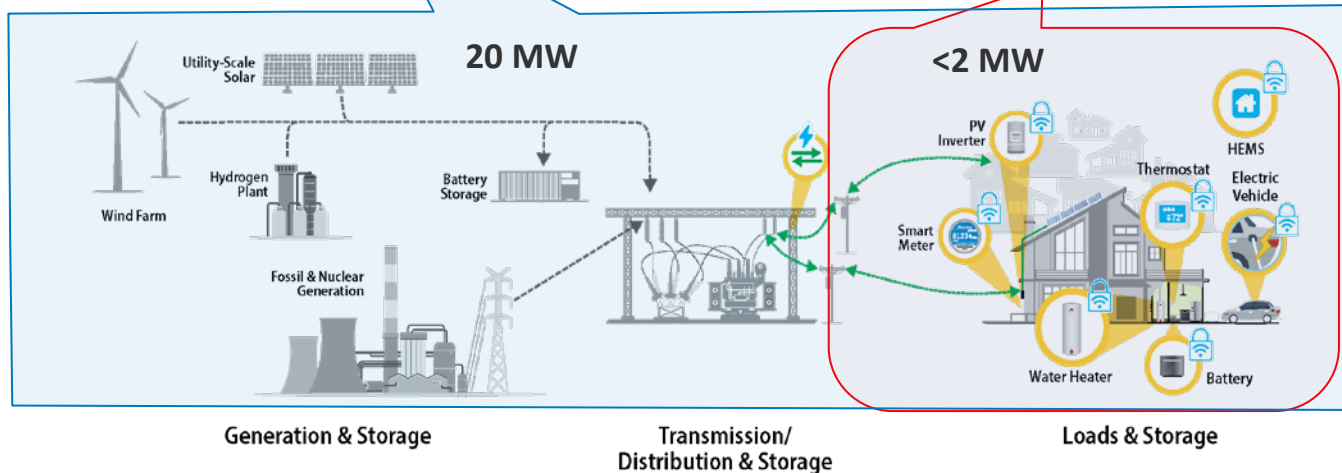 20 MW
<2 MW
Utility-Scale
Solar
Hydrogen
Plant
Battery
Storage
Wind Farm
Fossil & Nuclear
Generation
PV
Inverter
HEMS
Thermostat
72°
Electric
Vehicle
Smart
Meter
Water Heater
Battery
Generation & Storage
Transmission/
Distribution & Storage
Loads & Storage